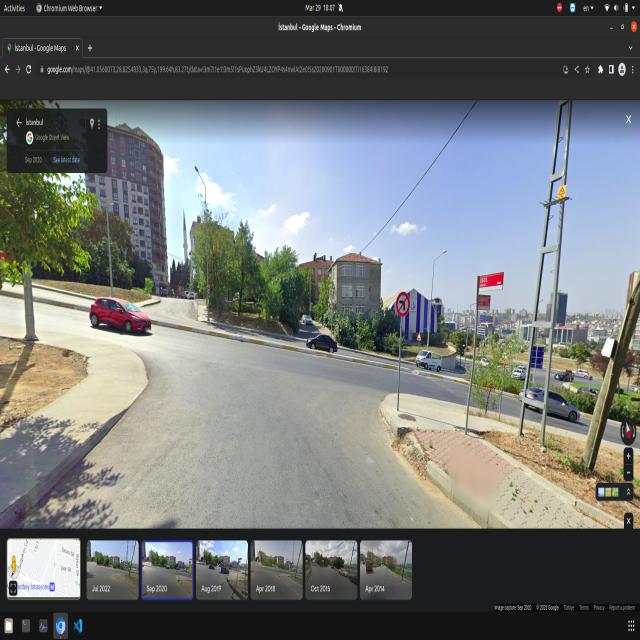 Activities
Chromium Web Browser
Mar 29 18:07
en
İstanbul - Google Maps - Chromium
İstanbul - Google Maps
İstanbul
Google Street View
Sep 2020
See latest date
Jul 2022
Sep 2020
Aug 2019
Apr 2018
Oct 2015
Apr 2014
Image capture: Sep 2020 © 2023 Google Türkiye Terms Privacy Report a problem